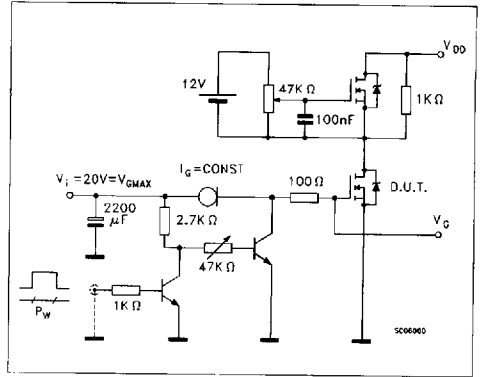 V_DD
12V
47KΩ
100nF
1KΩ
V_i =20V=V_GMAX
I_G=CONST
2200
μF
2.7KΩ
100Ω
D.U.T.
V_G
47KΩ
1KΩ
P_W
SC06000